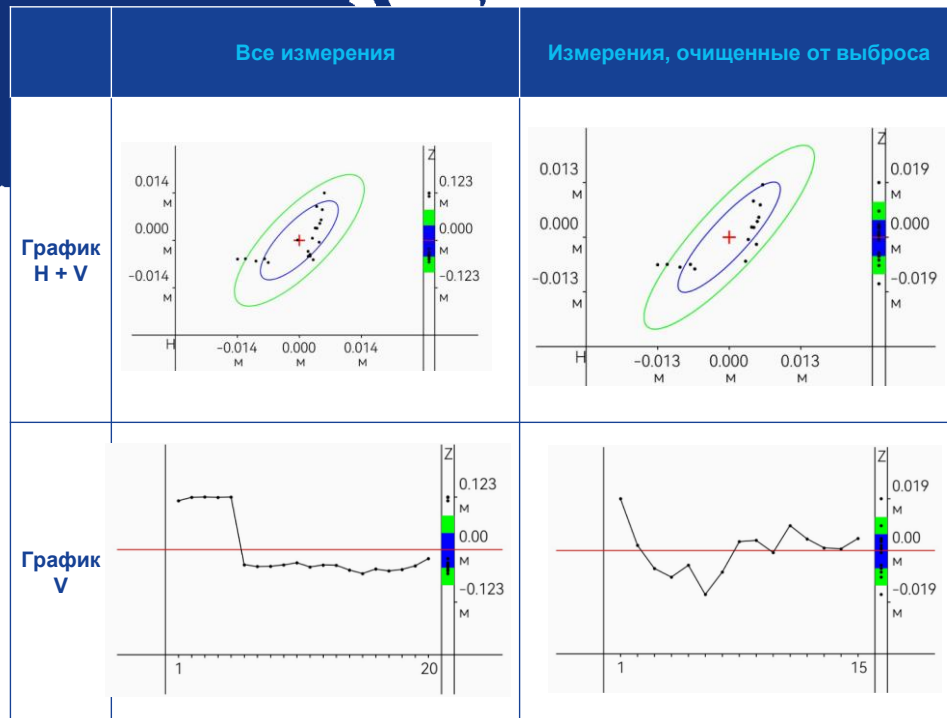 Все измерения
Измерения, очищенные от выброса
График
H + V
Z
0.014
М
0.123
М
0.000
М
0.000
М
-0.014
М
-0.123
М
H
-0.014
М
0.000
М
0.014
М
Z
0.013
М
0.019
М
0.000
М
0.000
М
-0.013
М
-0.019
М
H
-0.013
М
0.000
М
0.013
М
График
V
Z
0.123
М
0.00
М
-0.123
М
1
20
Z
0.019
М
0.00
М
-0.019
М
1
15